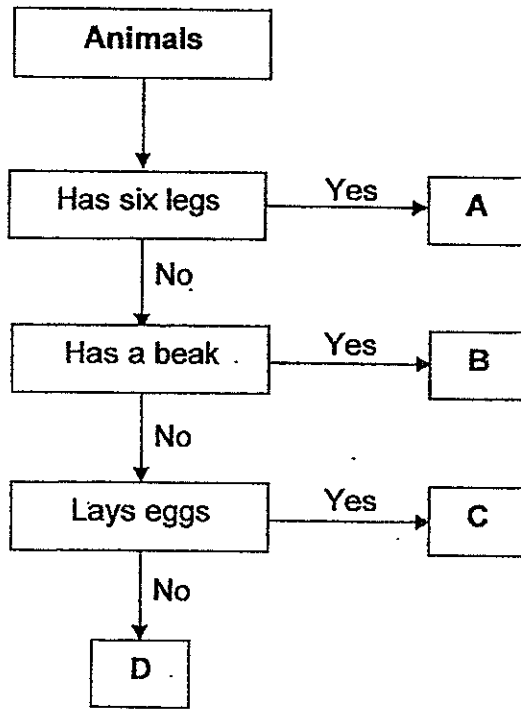 Animals
Has six legs
Yes
A
No
Has a beak
Yes
B
No
Lays eggs
Yes
C
No
D